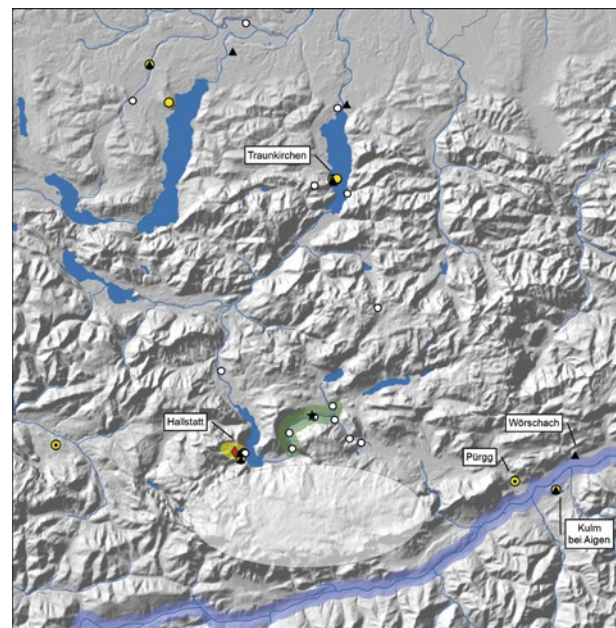 Traunkirchen
Hallstatt
Wörschach
Pürgg
Kulm
bei Aigen